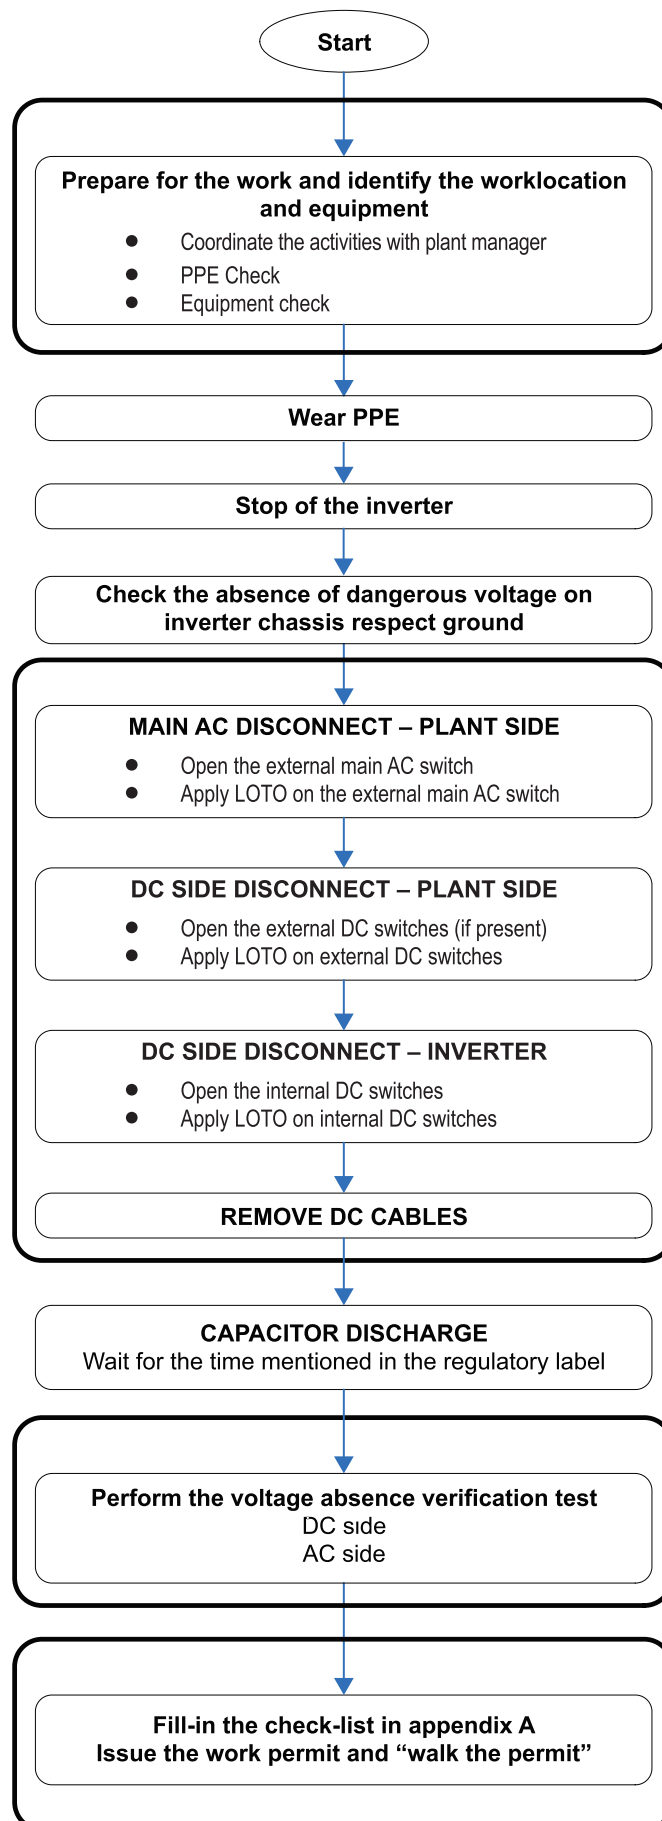 Start
Prepare for the work and identify the worklocation
and equipment
● Coordinate the activities with plant manager
● PPE Check
● Equipment check
Wear PPE
Stop of the inverter
Check the absence of dangerous voltage on
inverter chassis respect ground
MAIN AC DISCONNECT – PLANT SIDE
● Open the external main AC switch
● Apply LOTO on the external main AC switch
DC SIDE DISCONNECT – PLANT SIDE
● Open the external DC switches (if present)
● Apply LOTO on external DC switches
DC SIDE DISCONNECT – INVERTER
● Open the internal DC switches
● Apply LOTO on internal DC switches
REMOVE DC CABLES
CAPACITOR DISCHARGE
Wait for the time mentioned in the regulatory label
Perform the voltage absence verification test
DC side
AC side
Fill-in the check-list in appendix A
Issue the work permit and “walk the permit”